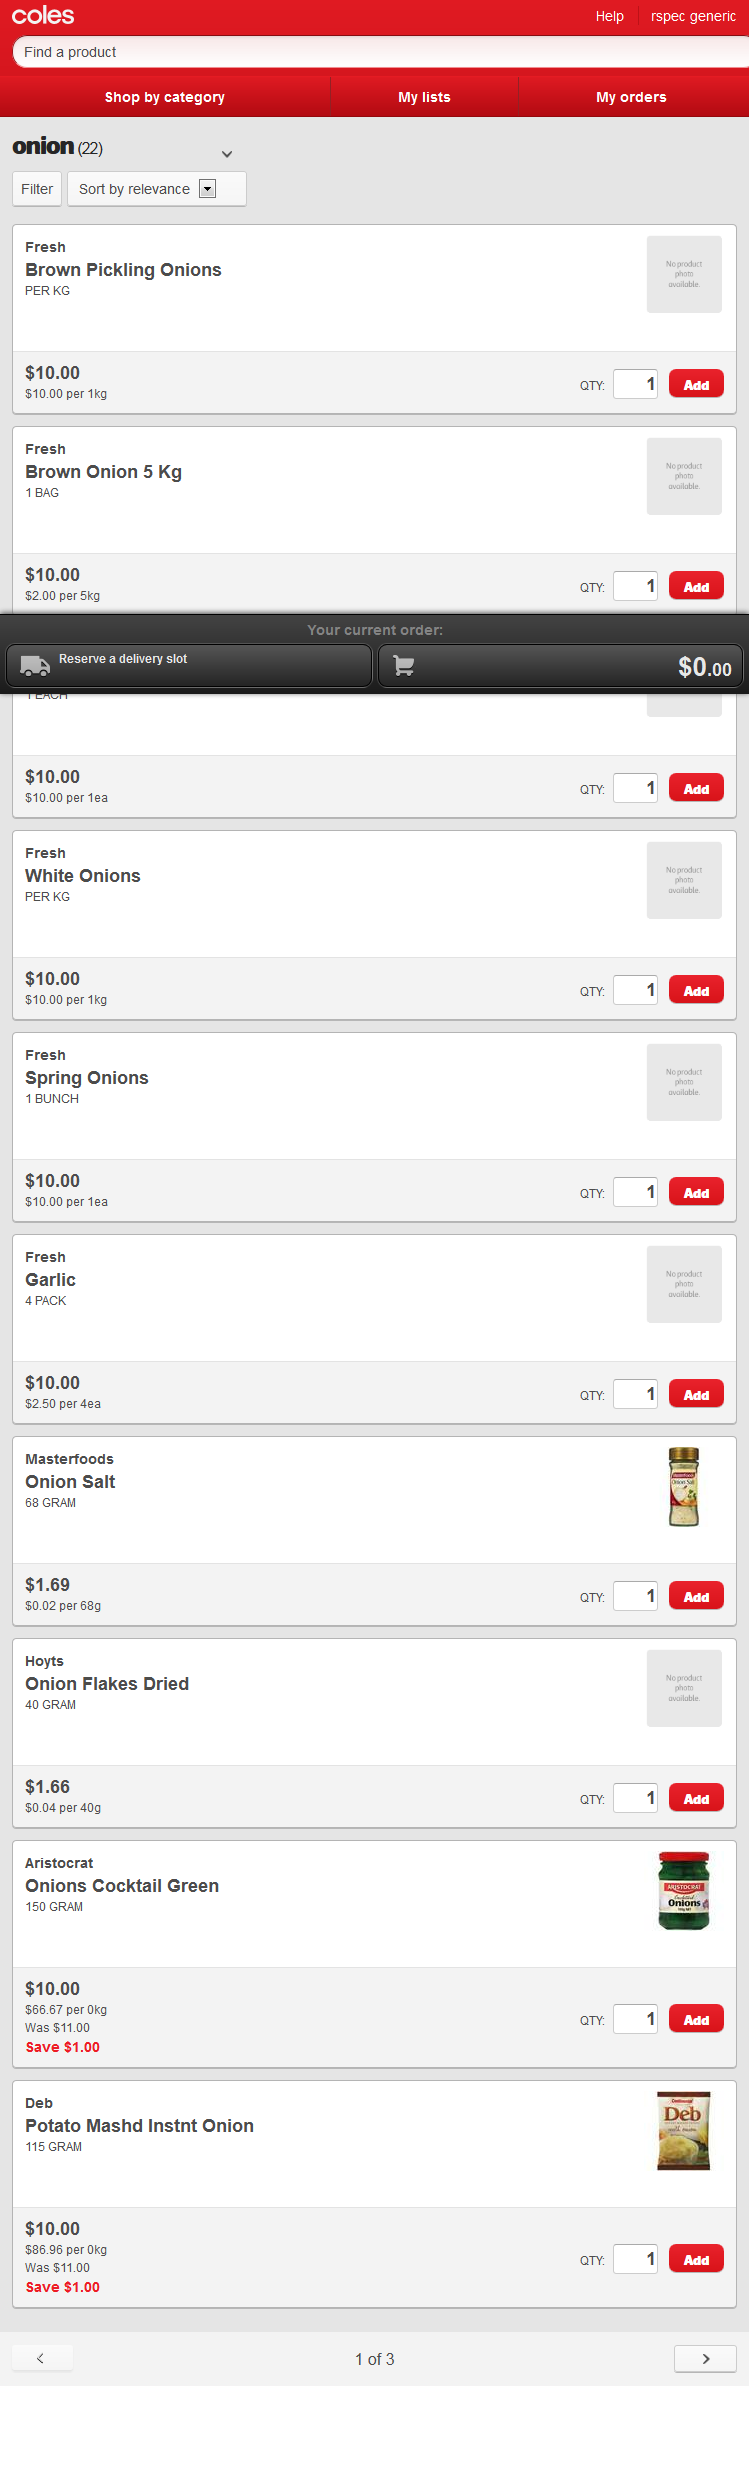 coles
Help
rspec generic
Find a product
Shop by category
My lists
My orders
onion (22)
Filter
Sort by relevance
Fresh
Brown Pickling Onions
PER KG
No product
photo
available.
$10.00
$10.00 per 1kg
QTY: 1 Add
Fresh
Brown Onion 5 Kg
1 BAG
No product
photo
available.
$10.00
$2.00 per 5kg
QTY: 1 Add
Your current order:
Reserve a delivery slot
$0.00
1 EACH
$10.00
$10.00 per 1ea
QTY: 1 Add
Fresh
White Onions
PER KG
No product
photo
available.
$10.00
$10.00 per 1kg
QTY: 1 Add
Fresh
Spring Onions
1 BUNCH
No product
photo
available.
$10.00
$10.00 per 1ea
QTY: 1 Add
Fresh
Garlic
4 PACK
No product
photo
available.
$10.00
$2.50 per 4ea
QTY: 1 Add
Masterfoods
Onion Salt
68 GRAM
MasterFoods
Onion Salt
$1.69
$0.02 per 68g
QTY: 1 Add
Hoyts
Onion Flakes Dried
40 GRAM
No product
photo
available.
$1.66
$0.04 per 40g
QTY: 1 Add
Aristocrat
Onions Cocktail Green
150 GRAM
ARISTOCRAT
Cocktail
Onions
$10.00
$66.67 per 0kg
Was $11.00
Save $1.00
QTY: 1 Add
Deb
Potato Mashd Instnt Onion
115 GRAM
Continental
Deb
with onion
$10.00
$86.96 per 0kg
Was $11.00
Save $1.00
QTY: 1 Add
1 of 3